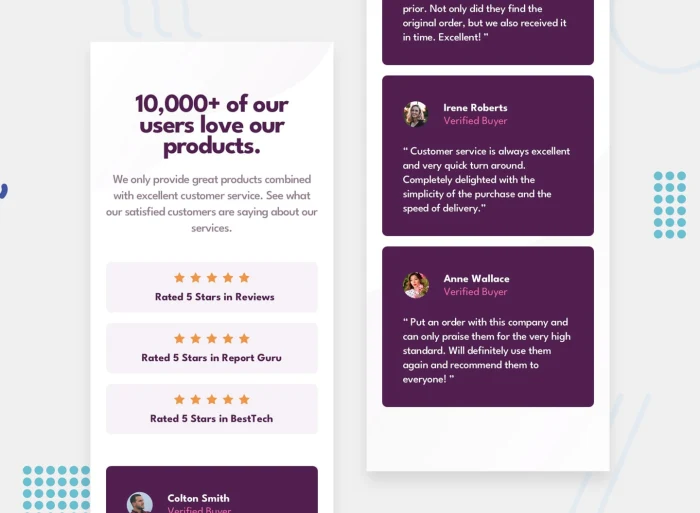 10,000+ of our
users love our
products.
We only provide great products combined
with excellent customer service. See what
our satisfied customers are saying about our
services.
Rated 5 Stars in Reviews
Rated 5 Stars in Report Guru
Rated 5 Stars in BestTech
Colton Smith
Verified Buyer
prior. Not only did they find the
original order, but we also received it
in time. Excellent! ”
Irene Roberts
Verified Buyer
“ Customer service is always excellent
and very quick turn around.
Completely delighted with the
simplicity of the purchase and the
speed of delivery.”
Anne Wallace
Verified Buyer
“ Put an order with this company and
can only praise them for the very high
standard. Will definitely use them
again and recommend them to
everyone! ”